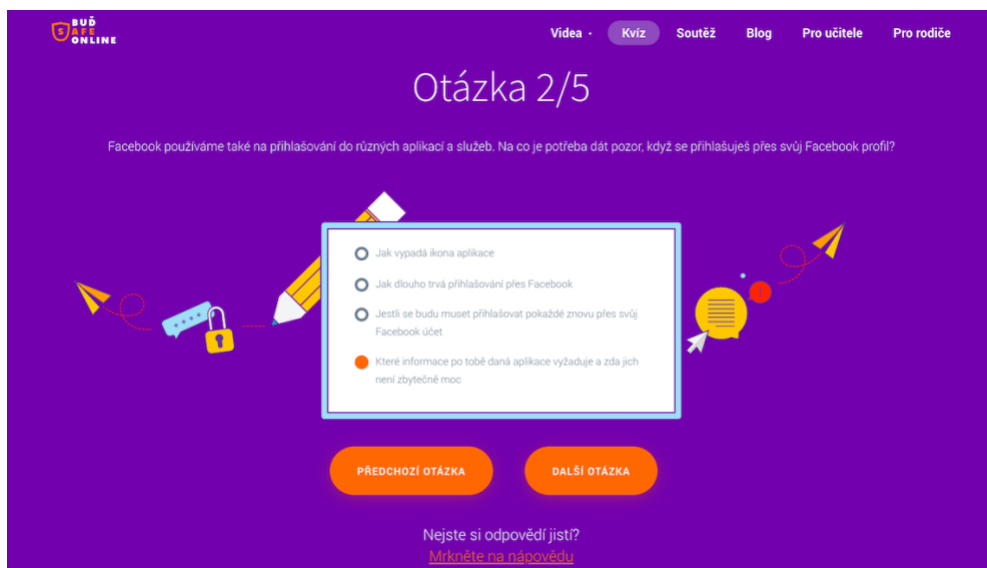 BUĎ
SAFE
ONLINE
Videa
Kvíz
Soutěž
Blog
Pro učitele
Pro rodiče
Otázka 2/5
Facebook používáme také na přihlašování do různých aplikací a služeb. Na co je potřeba dát pozor, když se přihlašuješ přes svůj Facebook profil?
Jak vypadá ikona aplikace
Jak dlouho trvá přihlašování přes Facebook
Jestli se budu muset přihlašovat pokaždé znovu přes svůj
Facebook účet
Které informace po tobě daná aplikace vyžaduje a zda jich
není zbytečně moc
PŘEDCHOZÍ OTÁZKA
DALŠÍ OTÁZKA
Nejste si odpovědí jistí?
Mrkněte na nápovědu